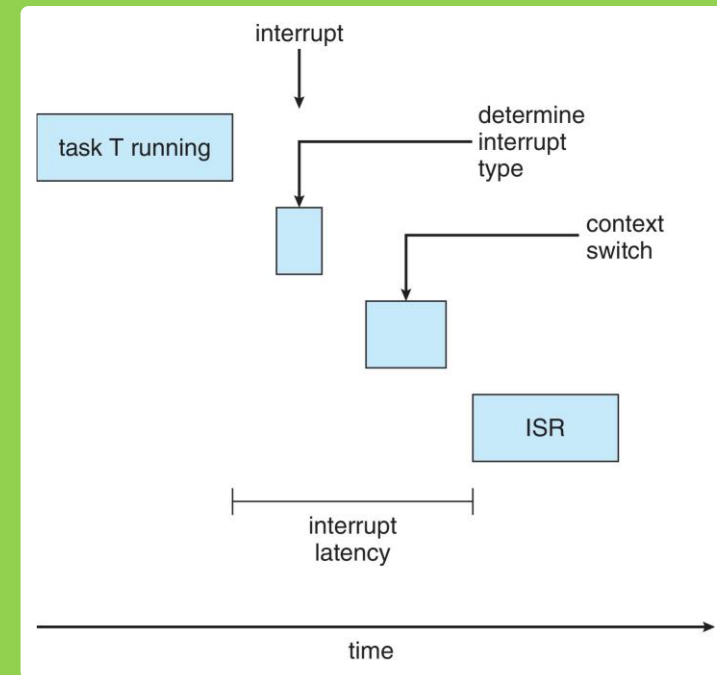 interrupt
task T running
determine
interrupt
type
context
switch
ISR
interrupt
latency
time